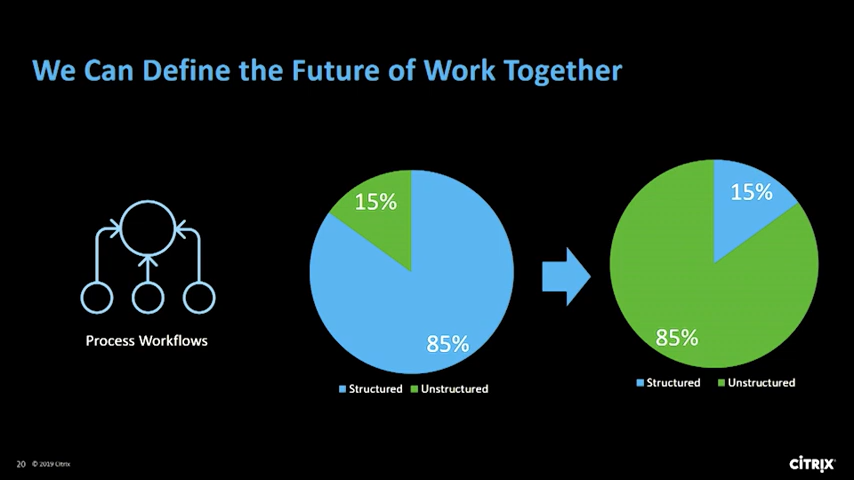 We Can Define the Future of Work Together
Process Workflows
15%
85%
Structured Unstructured
15%
85%
Structured Unstructured
20 © 2019 Citrix
CITRIX